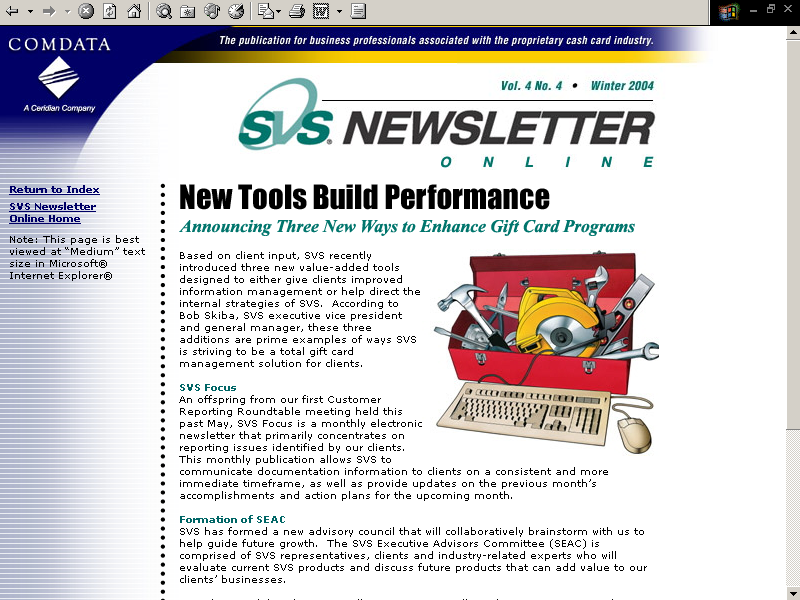 COMDATA
A Ceridian Company
The publication for business professionals associated with the proprietary cash card industry.
Vol. 4 No. 4 • Winter 2004
SVS® NEWSLETTER
ONLINE
Return to Index
SVS Newsletter
Online Home
Note: This page is best
viewed at “Medium” text
size in Microsoft®
Internet Explorer®
New Tools Build Performance
Announcing Three New Ways to Enhance Gift Card Programs
Based on client input, SVS recently
introduced three new value-added tools
designed to either give clients improved
information management or help direct the
internal strategies of SVS.  According to
Bob Skiba, SVS executive vice president
and general manager, these three
additions are prime examples of ways SVS
is striving to be a total gift card
management solution for clients.
SVS Focus
An offspring from our first Customer
Reporting Roundtable meeting held this
past May, SVS Focus is a monthly electronic
newsletter that primarily concentrates on
reporting issues identified by our clients.
This monthly publication allows SVS to
communicate documentation information to clients on a consistent and more
immediate timeframe, as well as provide updates on the previous month’s
accomplishments and action plans for the upcoming month.
Formation of SEAC
SVS has formed a new advisory council that will collaboratively brainstorm with us to
help guide future growth.  The SVS Executive Advisors Committee (SEAC) is
comprised of SVS representatives, clients and industry-related experts who will
evaluate current SVS products and discuss future products that can add value to our
clients’ businesses.